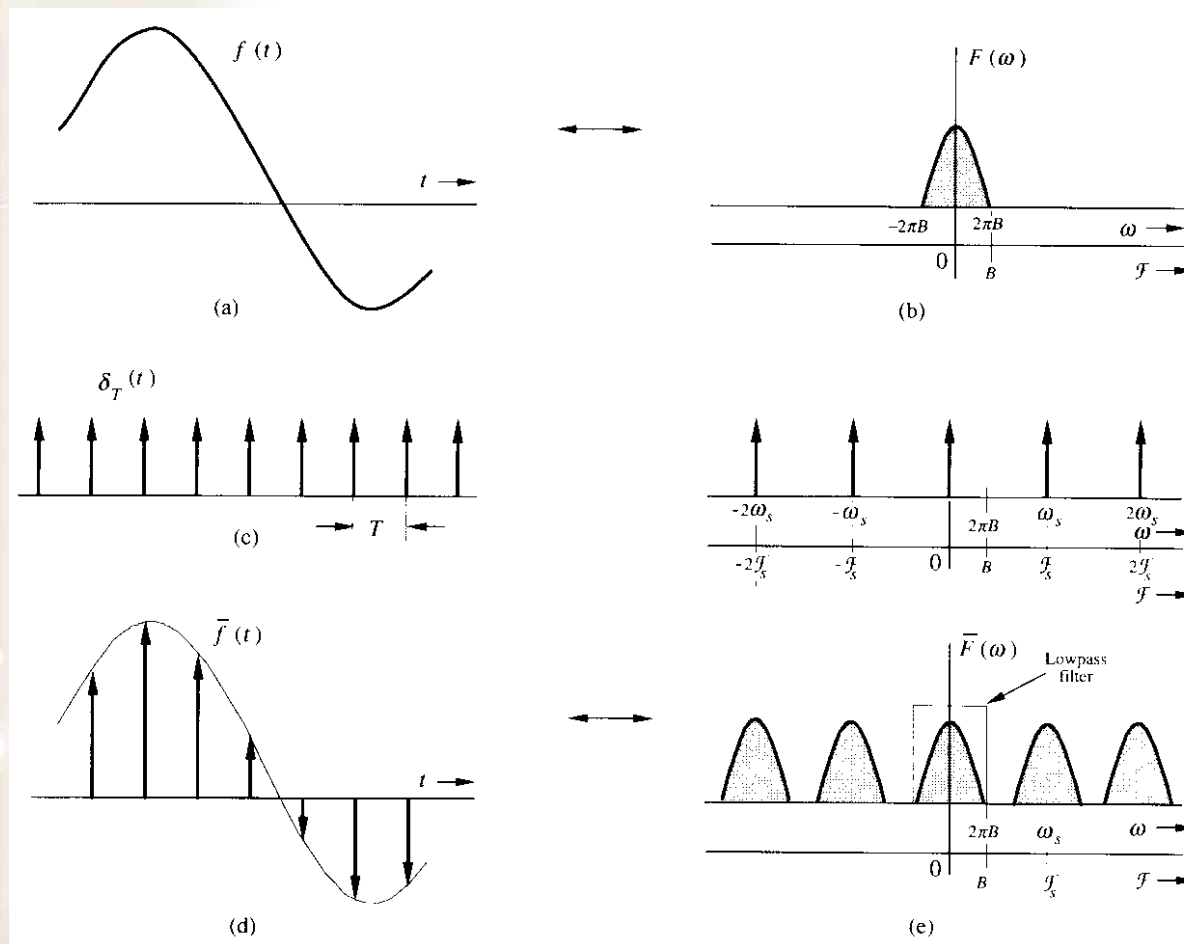 f (t)
F (ω)
t
−2πB 2πB
ω
0 B
ℱ
(a)
(b)
δ_T (t)
-2ω_s -ω_s 2πB ω_s 2ω_s
ω
T
(c)
-2ℱ_s -ℱ_s 0 B ℱ_s 2ℱ_s
ℱ
f̅ (t)
F̅ (ω)
Lowpass
filter
t
2πB ω_s ω
0 B ℱ_s ℱ
(d)
(e)